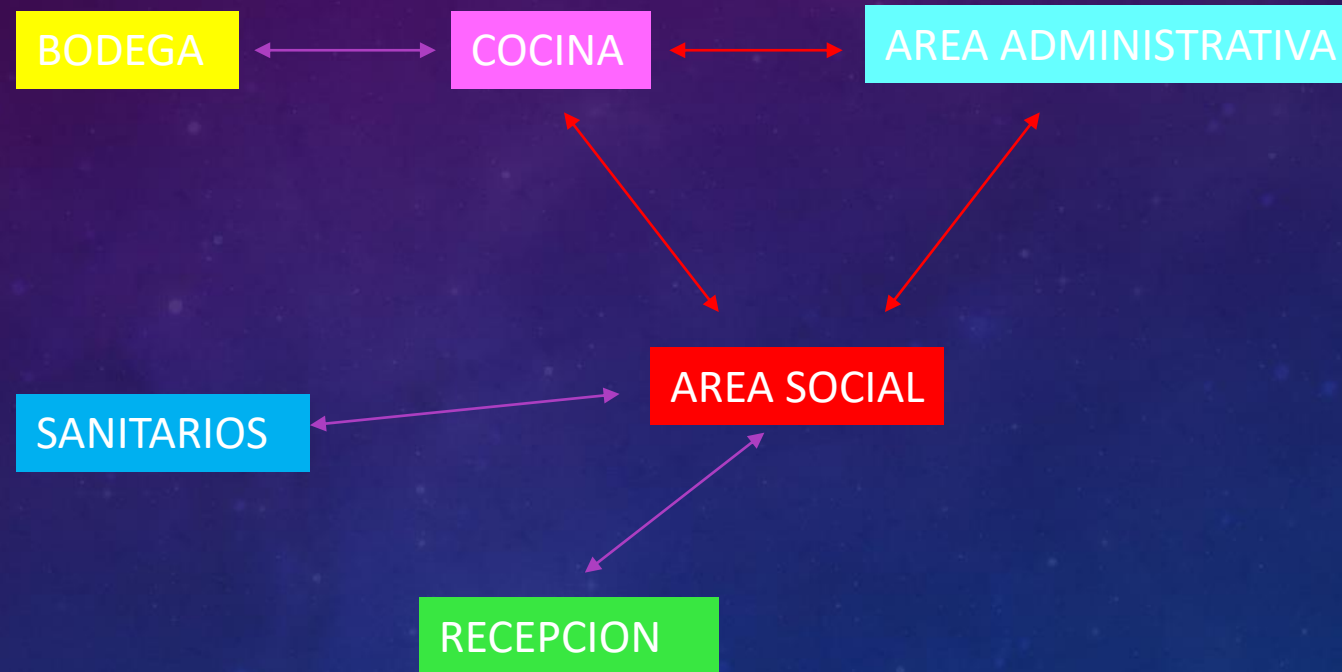 BODEGA
COCINA
AREA ADMINISTRATIVA
AREA SOCIAL
SANITARIOS
RECEPCION